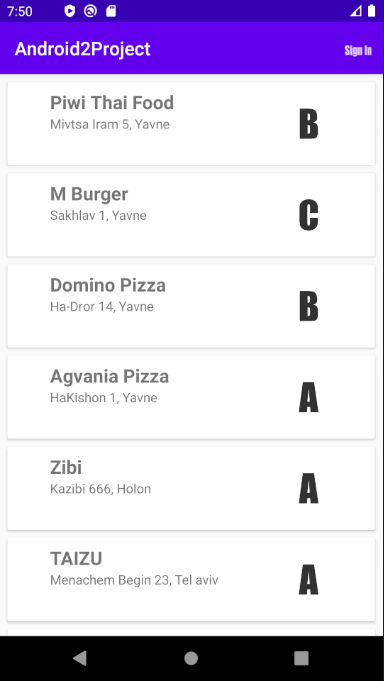 7:50
Android2Project
Sign In
Piwi Thai Food
Mivtsa Iram 5, Yavne
B
M Burger
Sakhlav 1, Yavne
C
Domino Pizza
Ha-Dror 14, Yavne
B
Agvania Pizza
HaKishon 1, Yavne
A
Zibi
Kazibi 666, Holon
A
TAIZU
Menachem Begin 23, Tel aviv
A